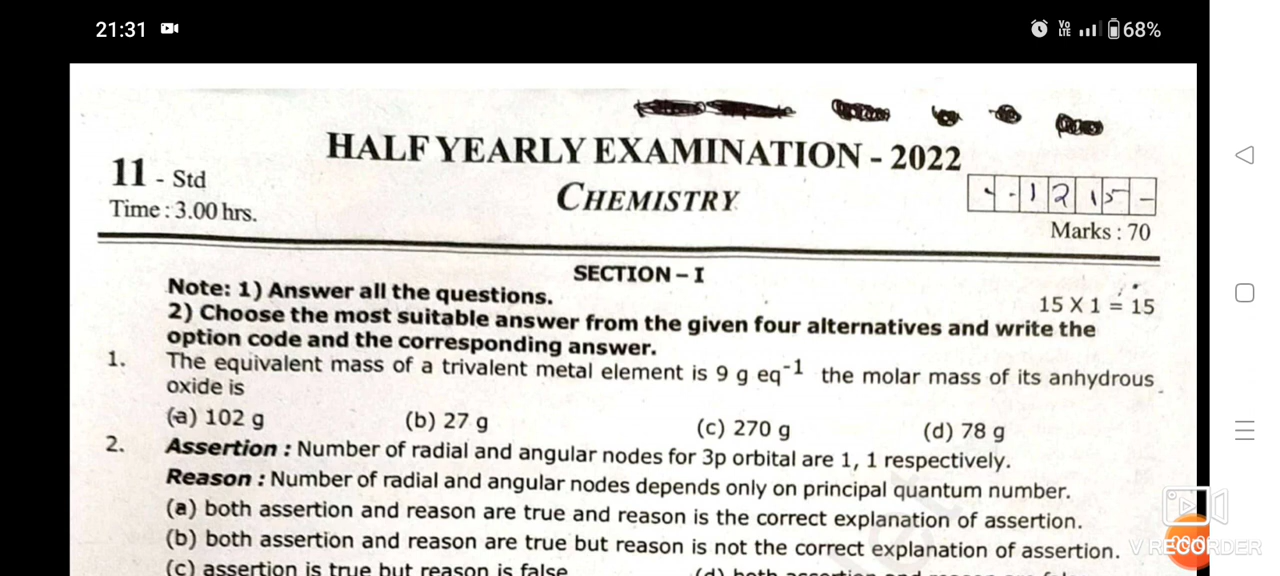 21:31
Vo LTE 68%
HALF YEARLY EXAMINATION - 2022
11 - Std
CHEMISTRY
Time : 3.00 hrs.
Marks : 70
SECTION – I
Note: 1) Answer all the questions.
15 X 1 = 15
2) Choose the most suitable answer from the given four alternatives and write the
option code and the corresponding answer.
1. The equivalent mass of a trivalent metal element is 9 g eq⁻¹ the molar mass of its anhydrous
oxide is
(a) 102 g (b) 27 g (c) 270 g (d) 78 g
2. Assertion : Number of radial and angular nodes for 3p orbital are 1, 1 respectively.
Reason : Number of radial and angular nodes depends only on principal quantum number.
(a) both assertion and reason are true and reason is the correct explanation of assertion.
(b) both assertion and reason are true but reason is not the correct explanation of assertion.
(c) assertion is true but reason is false
V RECORDER